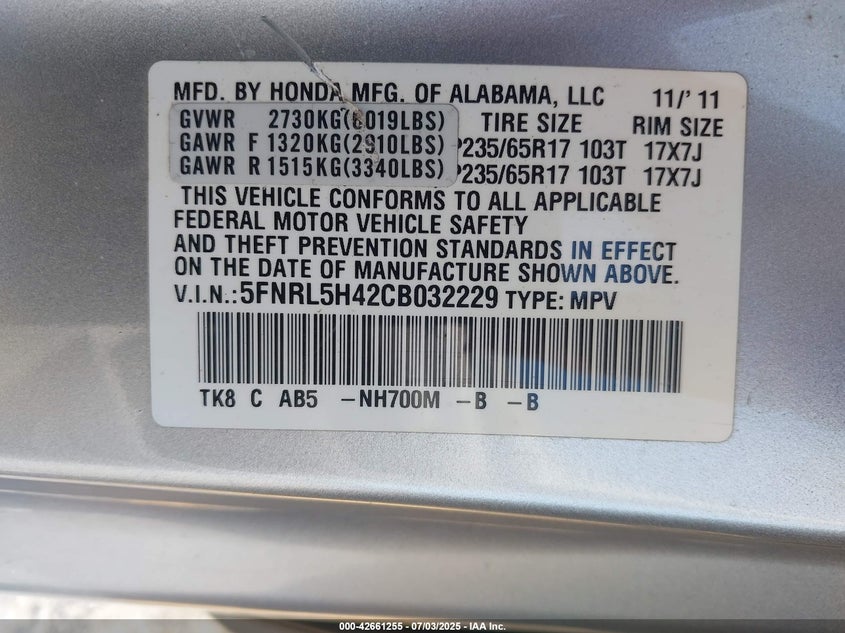 MFD. BY HONDA MFG. OF ALABAMA, LLC 11/'11
GVWR 2730KG(6019LBS) TIRE SIZE RIM SIZE
GAWR F 1320KG(2910LBS) P235/65R17 103T 17X7J
GAWR R 1515KG(3340LBS) P235/65R17 103T 17X7J
THIS VEHICLE CONFORMS TO ALL APPLICABLE
FEDERAL MOTOR VEHICLE SAFETY
AND THEFT PREVENTION STANDARDS IN EFFECT
ON THE DATE OF MANUFACTURE SHOWN ABOVE.
V.I.N.:5FNRL5H42CB032229 TYPE: MPV
TK8 C AB5 -NH700M -B -B
000-42661255 - 07/03/2025 - IAA Inc.